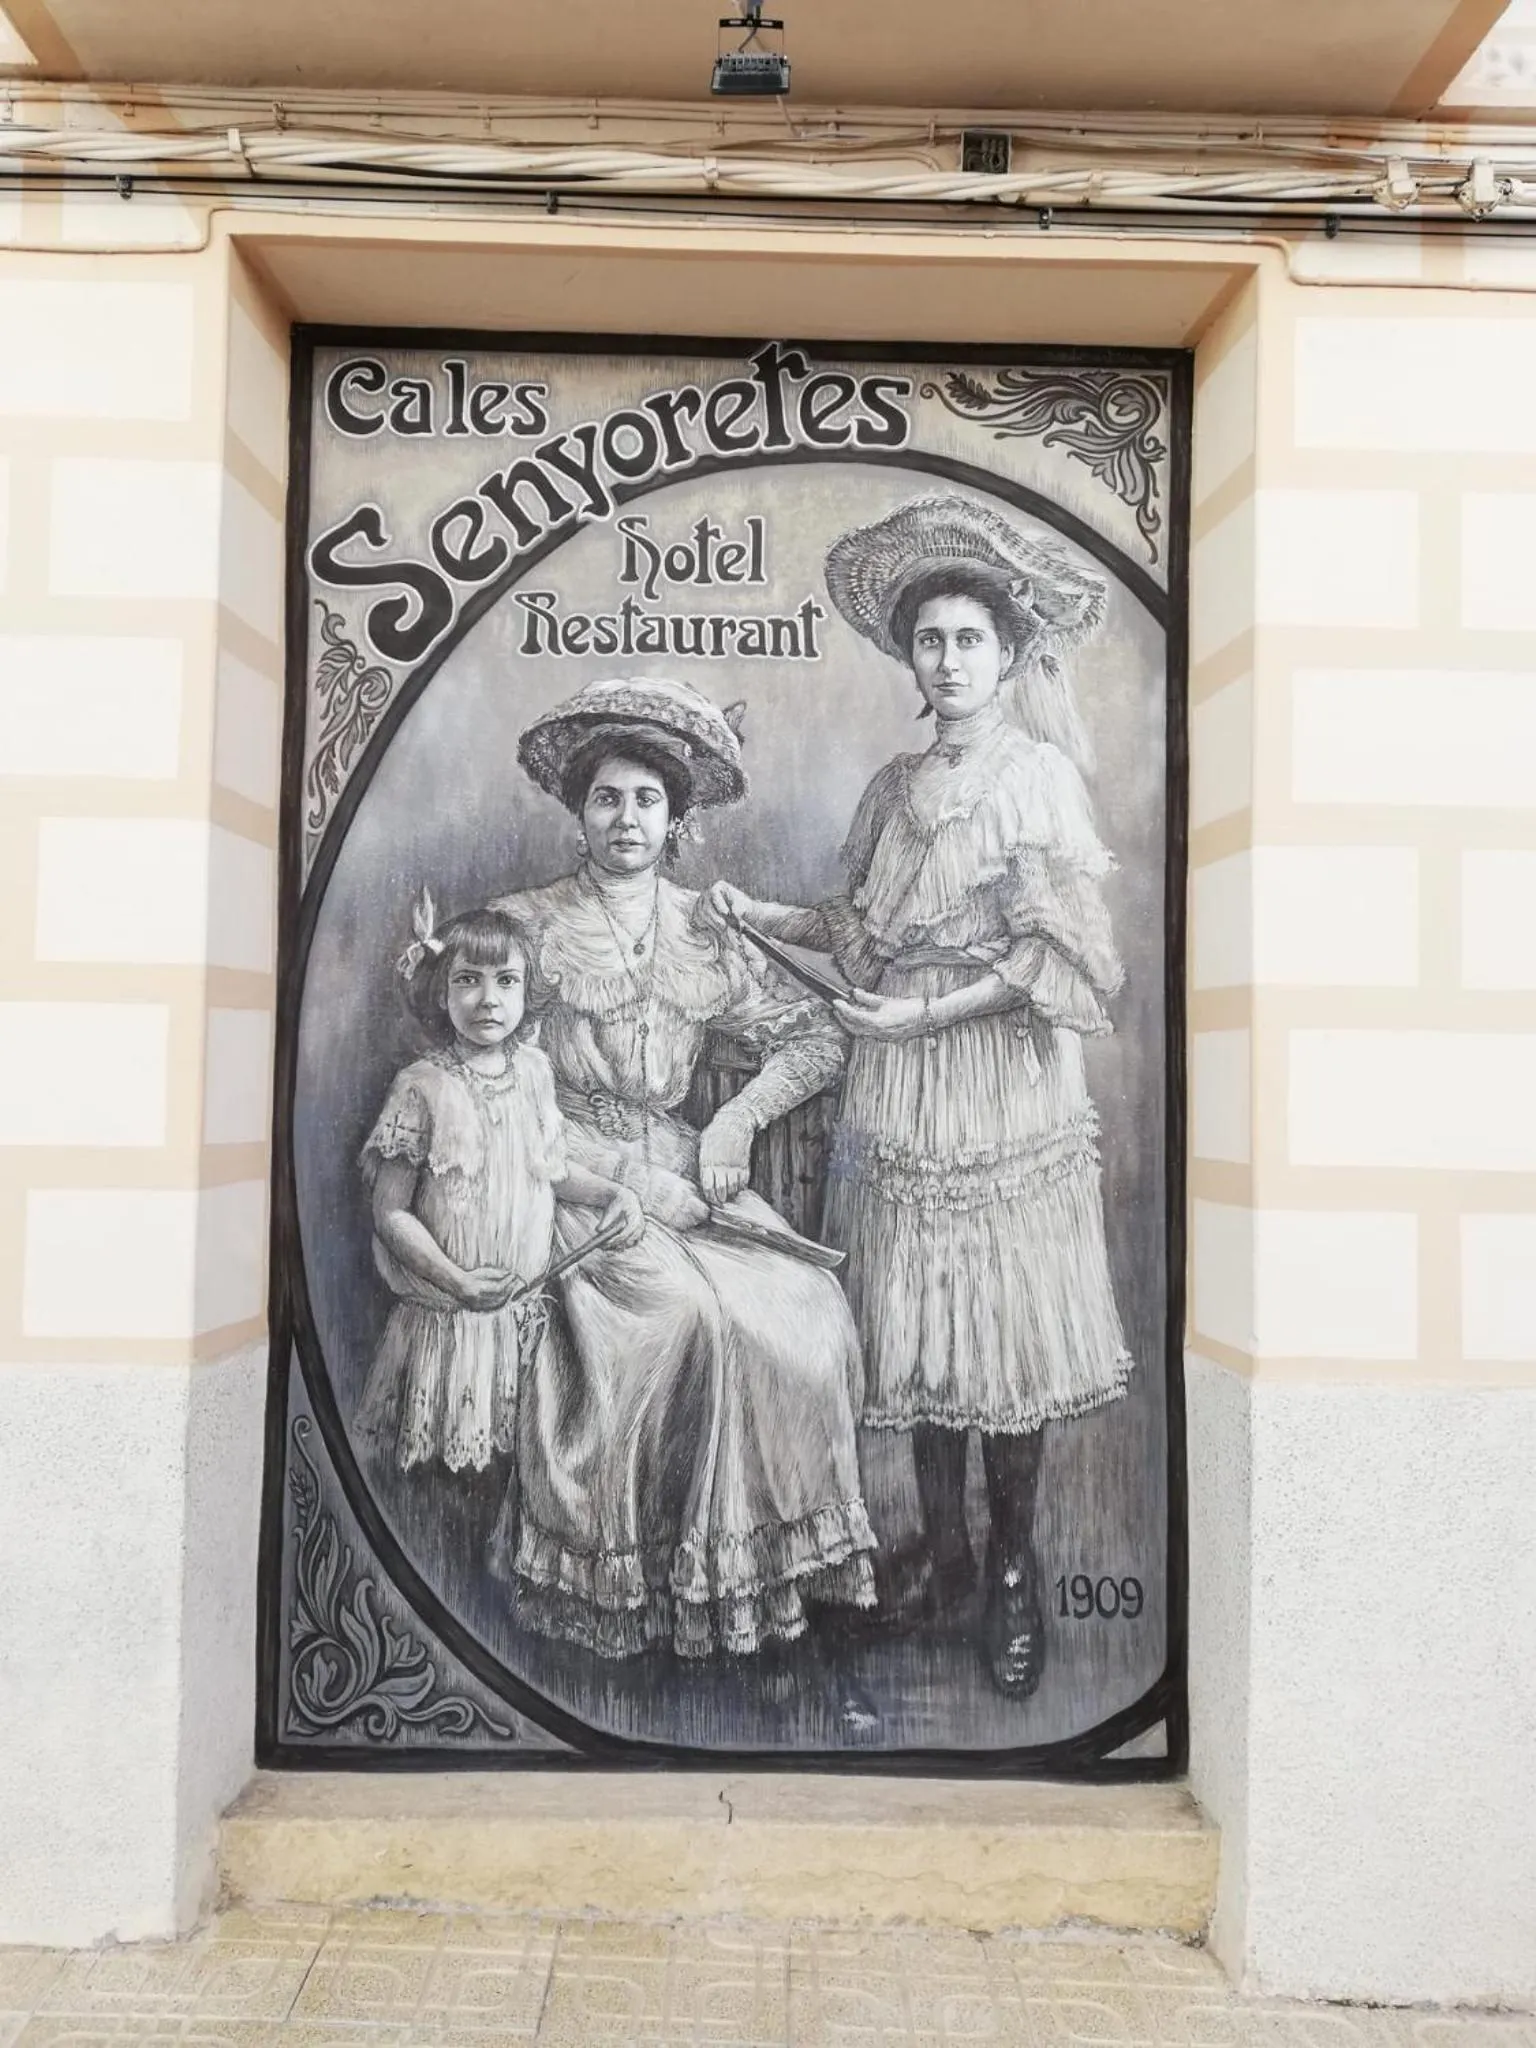 Ca les
Senyoretes
Hotel
Restaurant
1909